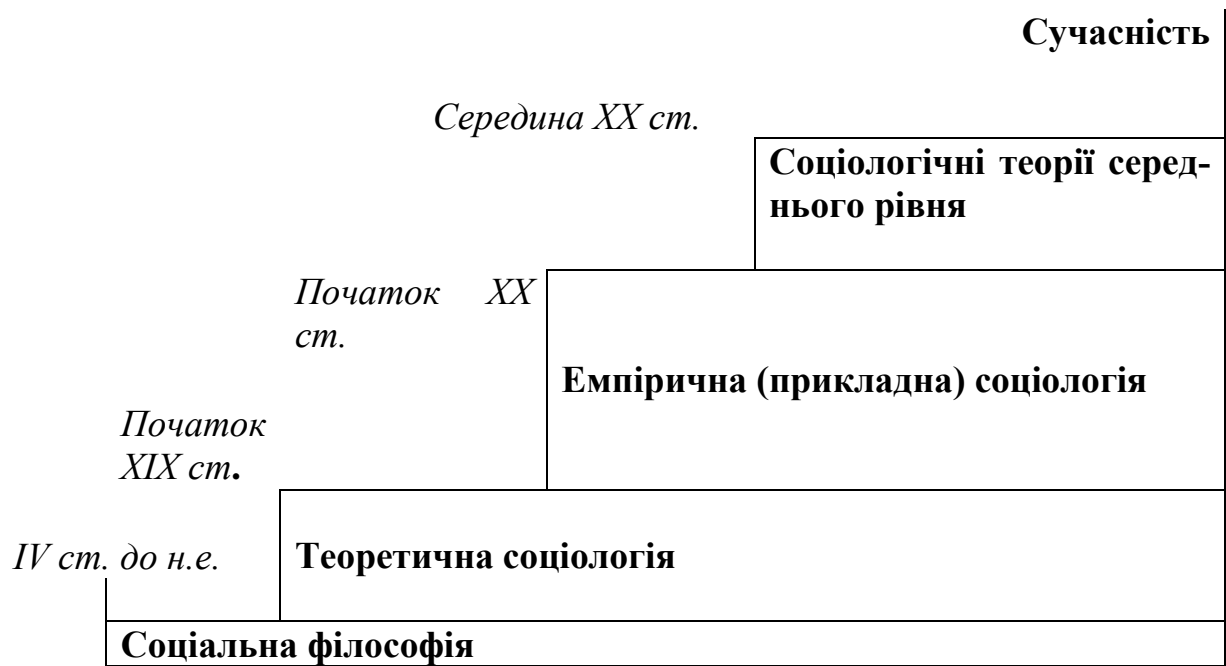 Сучасність
Середина XX ст.
Соціологічні теорії серед-
нього рівня
Початок XX
ст.
Емпірична (прикладна) соціологія
Початок
XIX ст.
IV ст. до н.е.
Теоретична соціологія
Соціальна філософія